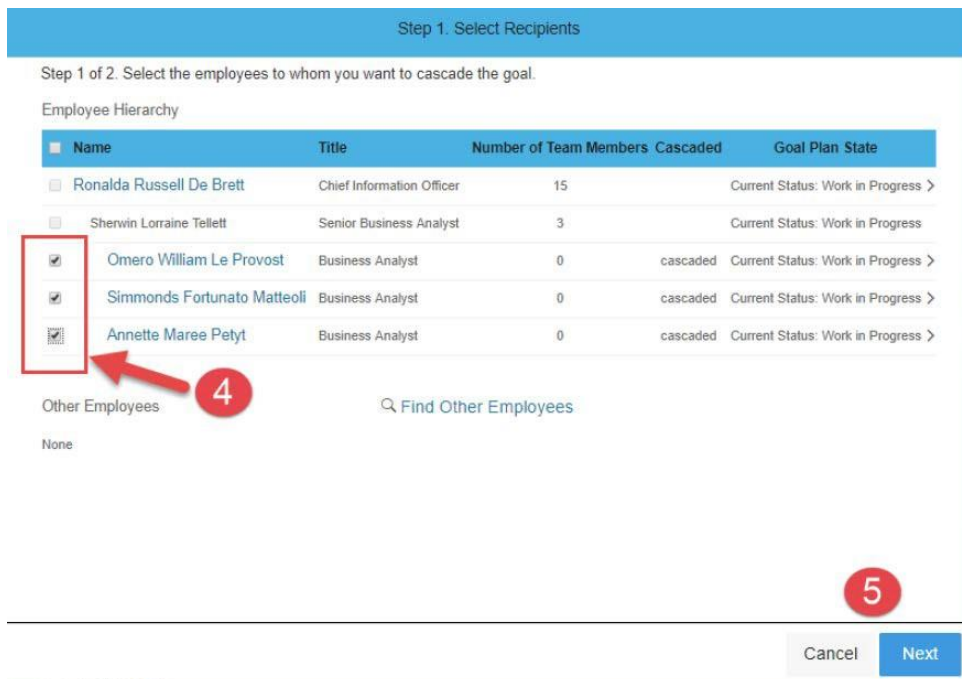 Step 1. Select Recipients
Step 1 of 2. Select the employees to whom you want to cascade the goal.
Employee Hierarchy
Name Title Number of Team Members Cascaded Goal Plan State
Ronalda Russell De Brett Chief Information Officer 15 Current Status: Work in Progress >
Sherwin Lorraine Tellett Senior Business Analyst 3 Current Status: Work in Progress
Omero William Le Provost Business Analyst 0 cascaded Current Status: Work in Progress >
Simmonds Fortunato Matteoli Business Analyst 0 cascaded Current Status: Work in Progress >
Annette Maree Petyt Business Analyst 0 cascaded Current Status: Work in Progress >
4
Other Employees Find Other Employees
None
5
Cancel Next